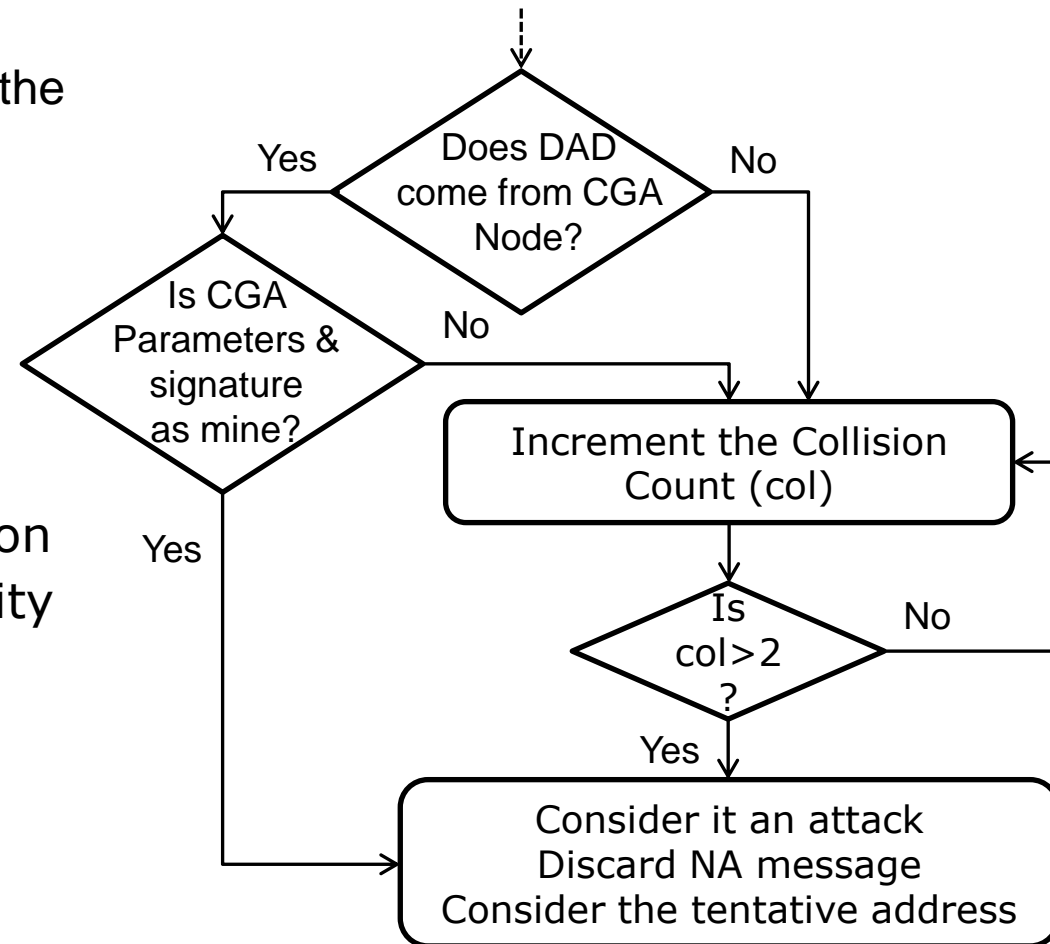 the
Does DAD
come from CGA
Node?
Yes
No
Is CGA
Parameters &
signature
as mine?
No
Increment the Collision
Count (col)
on
ity
Yes
Is
col>2
?
No
Yes
Consider it an attack
Discard NA message
Consider the tentative address